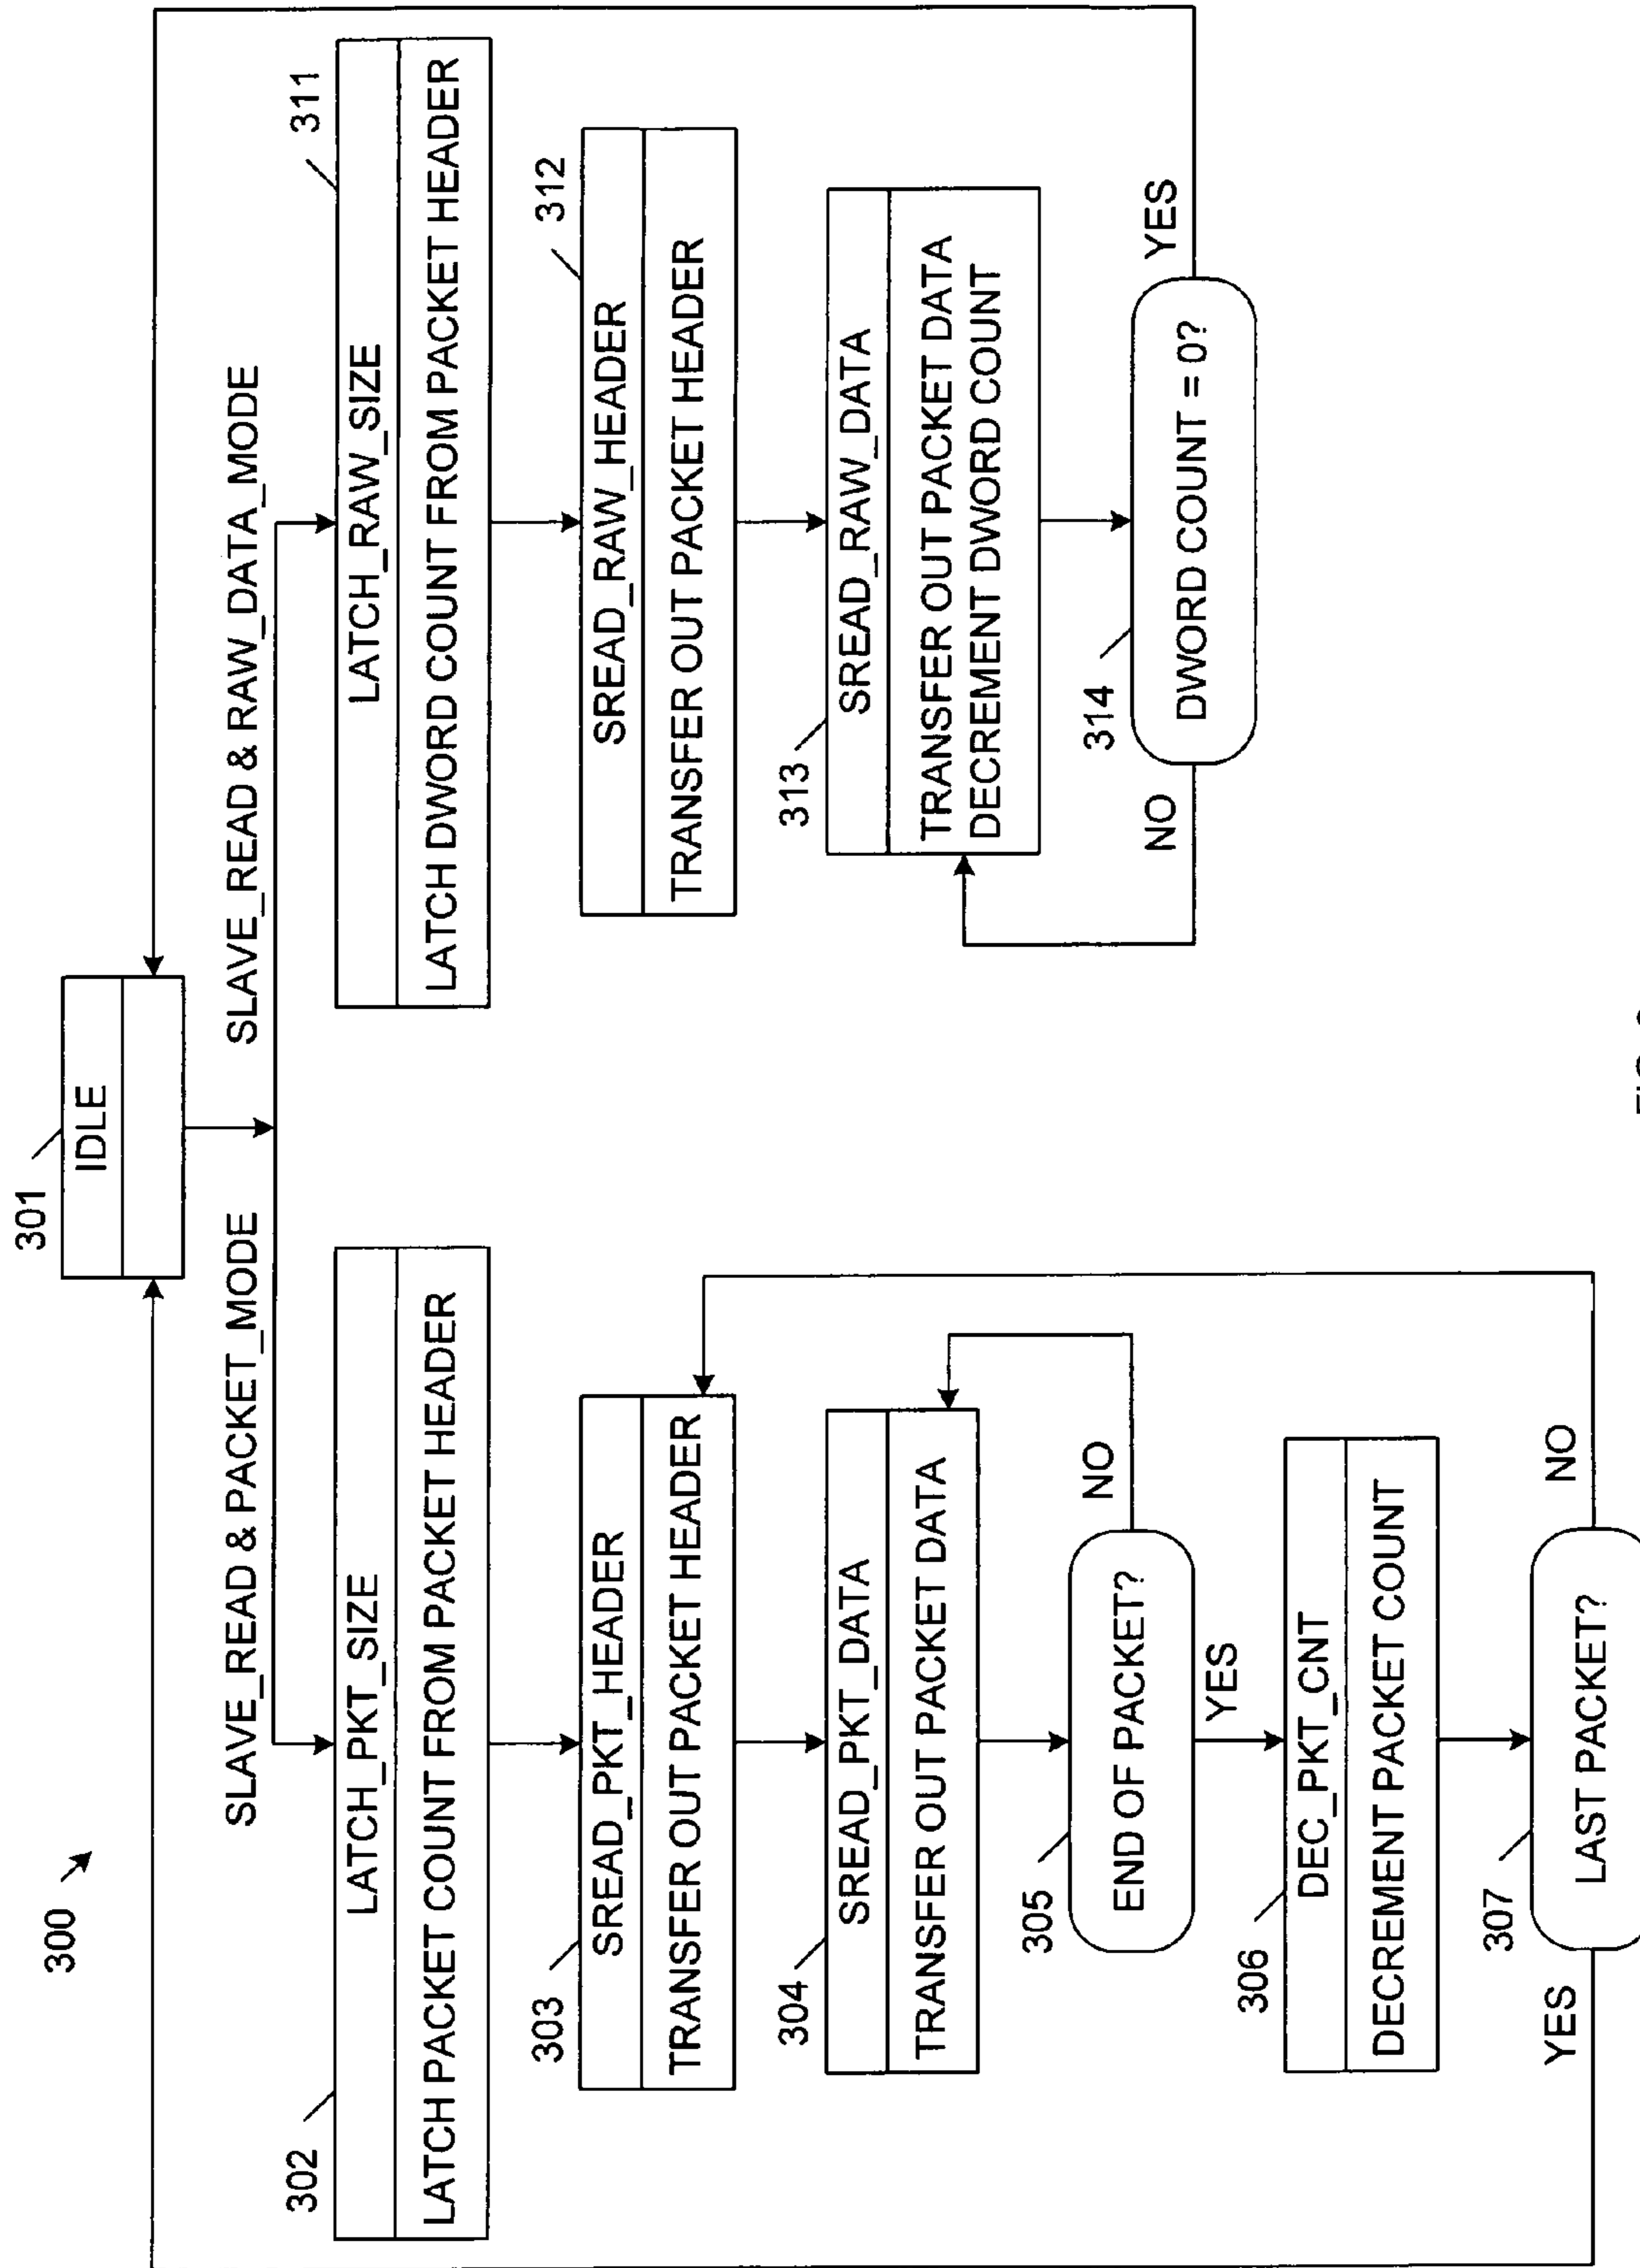 300
301
IDLE
SLAVE_READ & PACKET_MODE
SLAVE_READ & RAW_DATA_MODE
302
LATCH_PKT_SIZE
LATCH PACKET COUNT FROM PACKET HEADER
303
SREAD_PKT_HEADER
TRANSFER OUT PACKET HEADER
304
SREAD_PKT_DATA
TRANSFER OUT PACKET DATA
305
END OF PACKET?
NO
YES
306
DEC_PKT_CNT
DECREMENT PACKET COUNT
307
LAST PACKET?
YES
NO
311
LATCH_RAW_SIZE
LATCH DWORD COUNT FROM PACKET HEADER
312
SREAD_RAW_HEADER
TRANSFER OUT PACKET HEADER
313
SREAD_RAW_DATA
TRANSFER OUT PACKET DATA
DECREMENT DWORD COUNT
314
DWORD COUNT = 0?
NO
YES